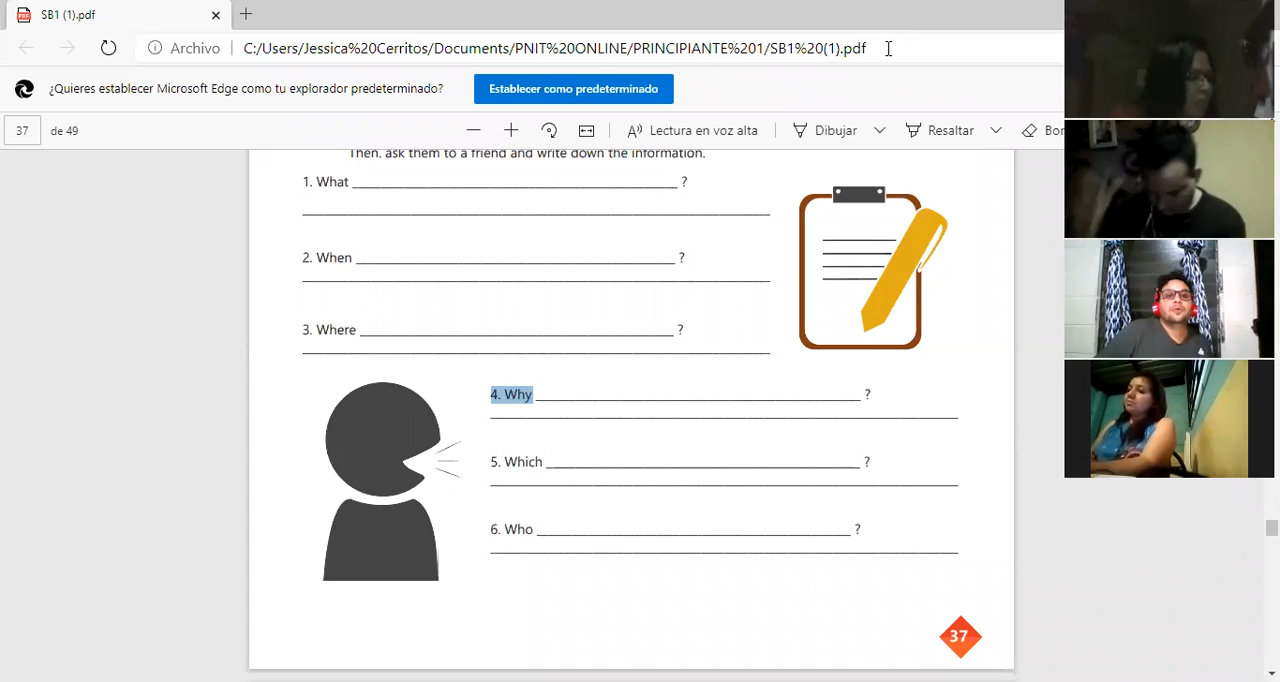 SB1 (1).pdf
Archivo C:/Users/Jessica%20Cerritos/Documents/PNIT%20ONLINE/PRINCIPIANTE%201/SB1%20(1).pdf
¿Quieres establecer Microsoft Edge como tu explorador predeterminado? Establecer como predeterminado
37 de 49 Lectura en voz alta Dibujar Resaltar Bor
Then, ask them to a friend and write down the information.
1. What ?
2. When ?
3. Where ?
4. Why ?
5. Which ?
6. Who ?
37